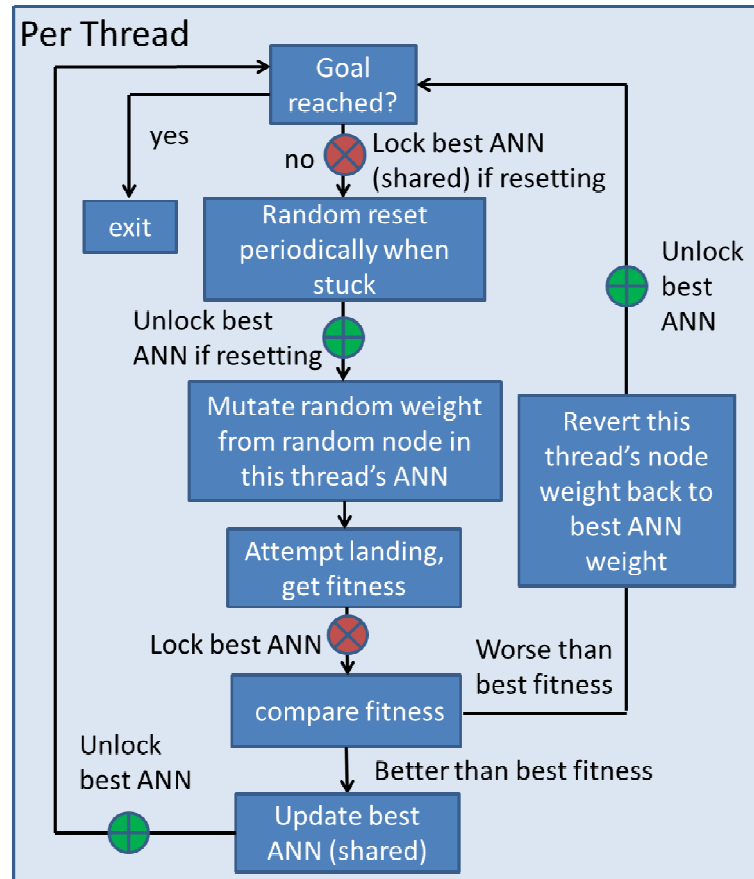 Per Thread
Goal
reached?
yes
no
Lock best ANN
(shared) if resetting
exit
Random reset
periodically when
stuck
Unlock
best
ANN
Unlock best
ANN if resetting
Mutate random weight
from random node in
this thread's ANN
Revert this
thread's node
weight back to
best ANN
weight
Attempt landing,
get fitness
Lock best ANN
Worse than
best fitness
compare fitness
Unlock
best ANN
Better than best fitness
Update best
ANN (shared)